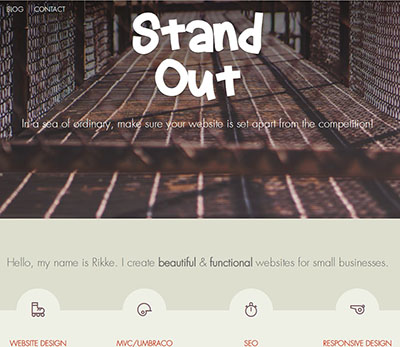 BLOG CONTACT
Stand
Out
In a sea of ordinary, make sure your website is set apart from the competition!
Hello, my name is Rikke. I create beautiful & functional websites for small businesses.
WEBSITE DESIGN MVC/UMBRACO SEO RESPONSIVE DESIGN